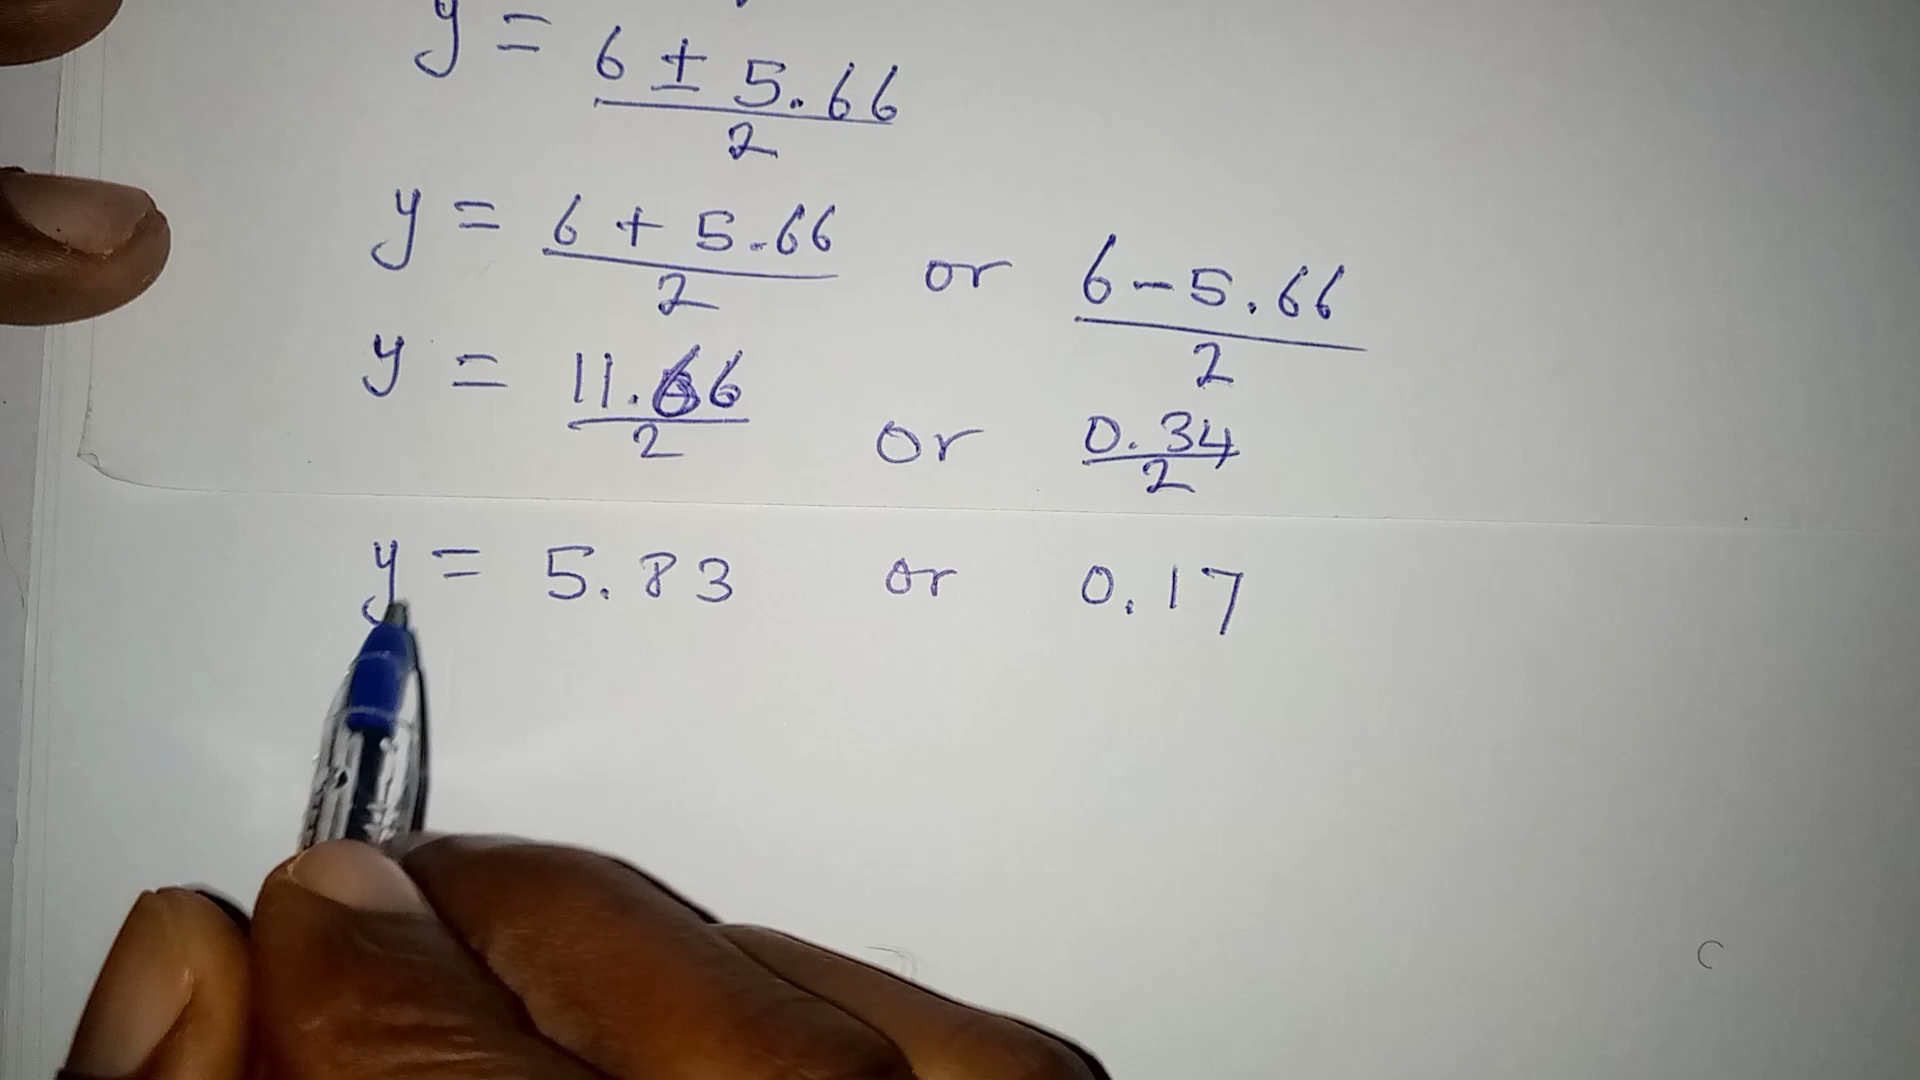 y = 6 ± 5.66
2
y = 6 + 5.66 or 6 - 5.66
2 2
y = 11.66 or 0.34
2 2
y = 5.83 or 0.17